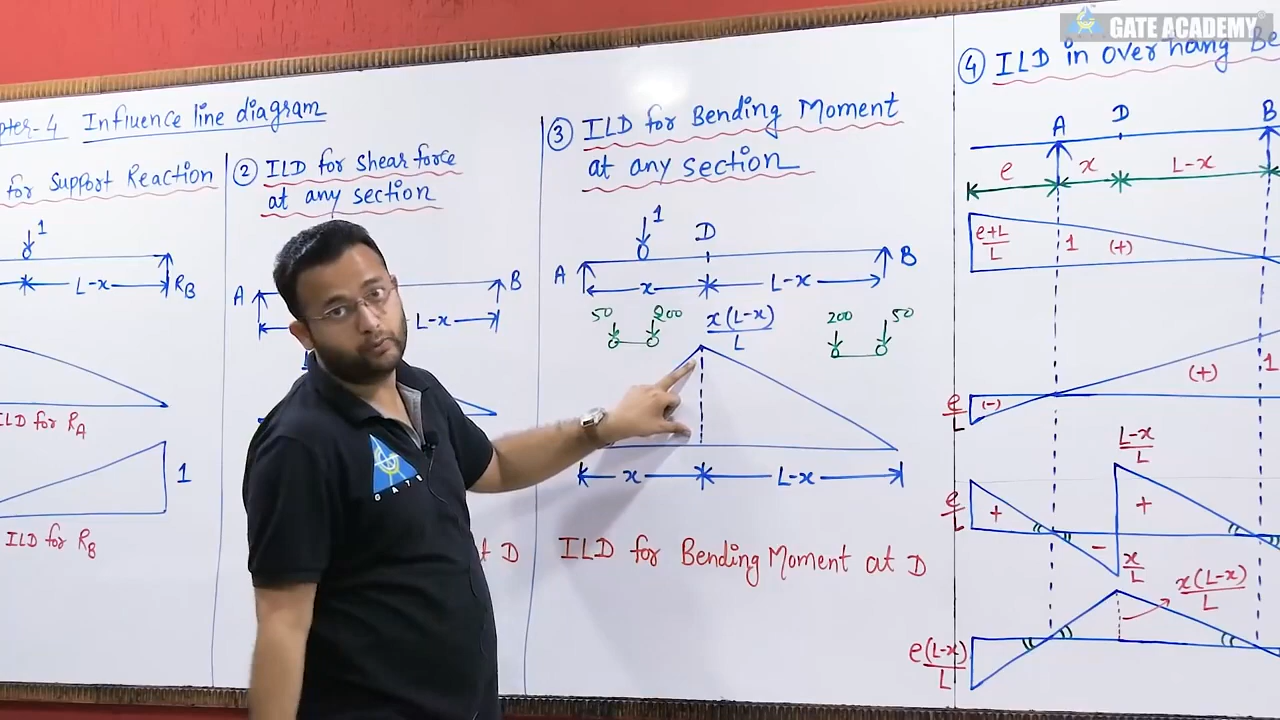 GATE ACADEMY
pter-4 Influence line diagram
for Support Reaction
1
L-x
RB
ILD for RA
1
ILD for RB
② ILD for shear force
at any section
A
B
L-x
t D
③ ILD for Bending Moment
at any section
1
D
A
B
x
L-x
50
200
x(L-x)
L
200
50
x
L-x
ILD for Bending Moment at D
④ ILD in over hang Be
A
D
B
e
x
L-x
e+L
L
1
(+)
(+)
1
e
L
(-)
L-x
L
e
L
+
+
-
x
L
x(L-x)
L
e(L-x)
L
GATE